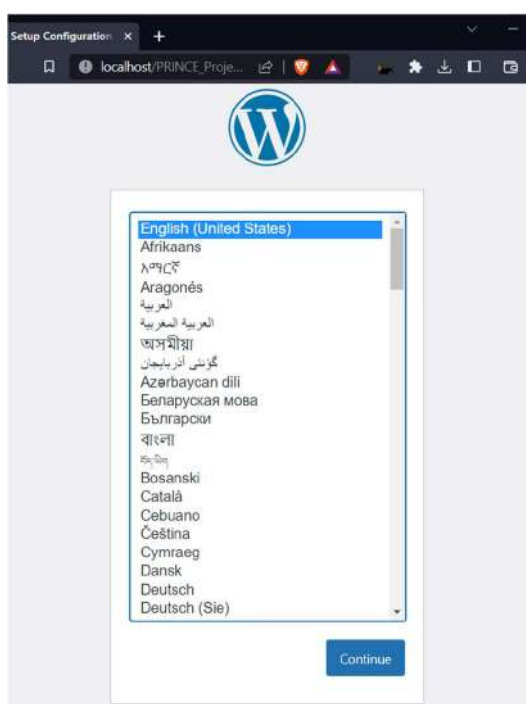 Setup Configuration
localhost/PRINCE_Proje...
English (United States)
Afrikaans
አማርኛ
Aragonés
العربية
العربية المغربية
অসমীয়া
گؤنئی آذربایجان
Azərbaycan dili
Беларуская мова
Български
বাংলা
བོད་ཡིག
Bosanski
Català
Cebuano
Čeština
Cymraeg
Dansk
Deutsch
Deutsch (Sie)
Continue